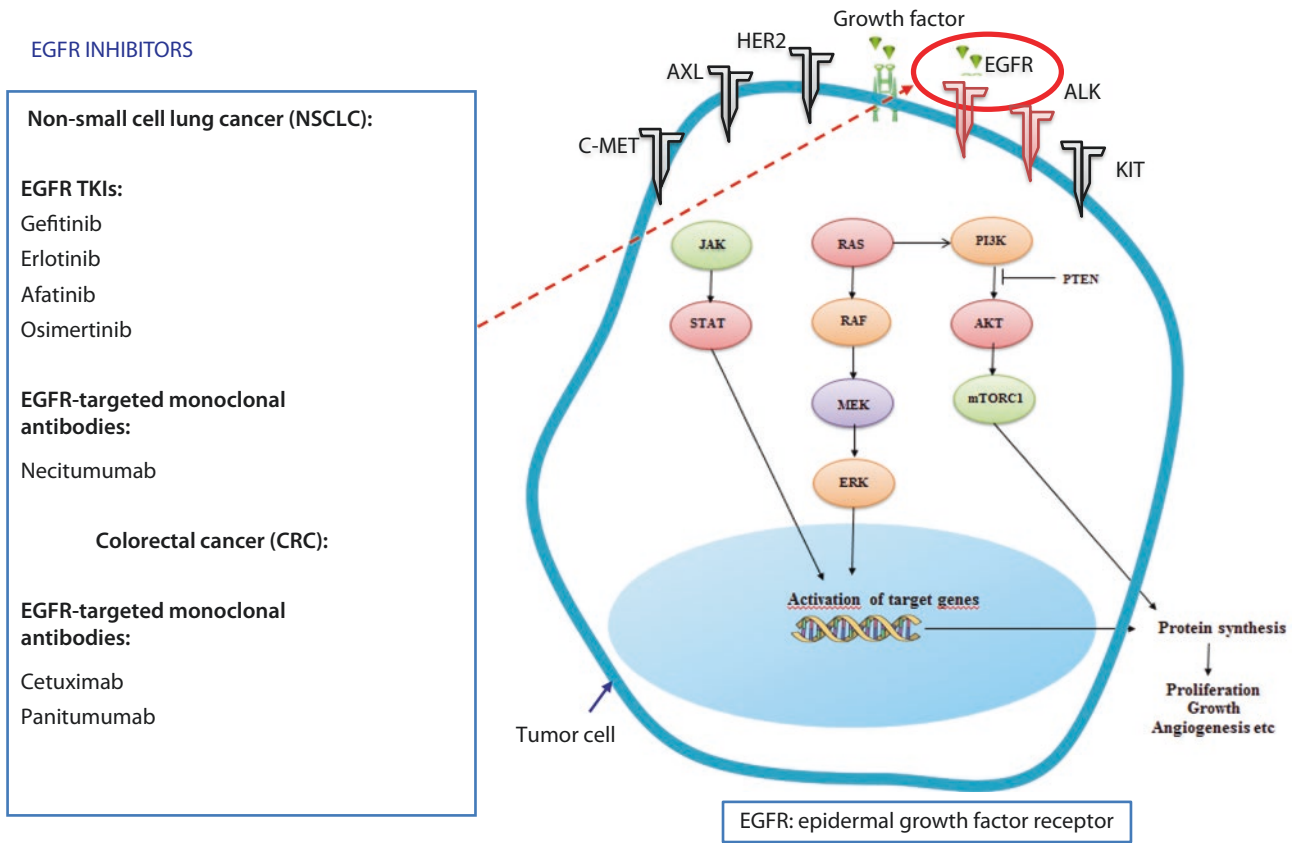 EGFR INHIBITORS
Non-small cell lung cancer (NSCLC):
EGFR TKIs:
Gefitinib
Erlotinib
Afatinib
Osimertinib
EGFR-targeted monoclonal
antibodies:
Necitumumab
Colorectal cancer (CRC):
EGFR-targeted monoclonal
antibodies:
Cetuximab
Panitumumab
Growth factor
HER2
EGFR
AXL
ALK
C-MET
KIT
JAK
RAS
PI3K
PTEN
STAT
RAF
AKT
MEK
mTORC1
ERK
Activation of target genes
Protein synthesis
Proliferation
Growth
Angiogenesis etc
Tumor cell
EGFR: epidermal growth factor receptor